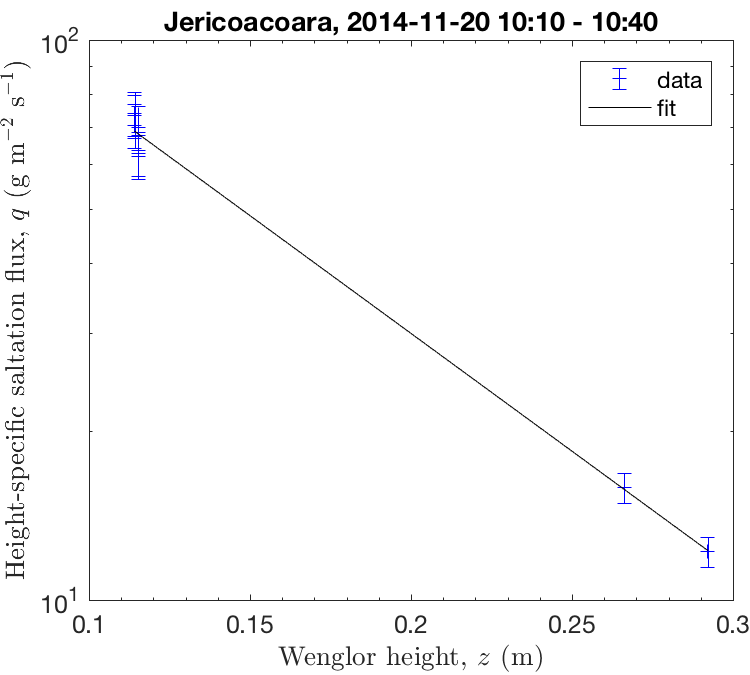 Jericoacoara, 2014-11-20 10:10 - 10:40
10²
data
fit
Height-specific saltation flux, q (g m⁻² s⁻¹)
10¹
0.1 0.15 0.2 0.25 0.3
Wenglor height, z (m)